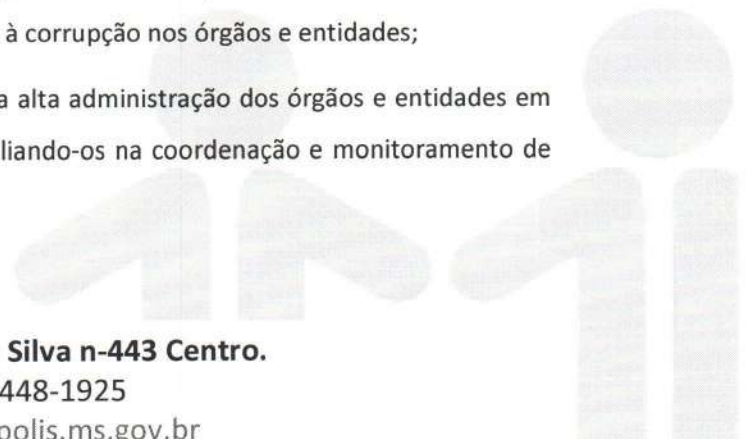 à corrupção nos órgãos e entidades;
a alta administração dos órgãos e entidades em
liando-os na coordenação e monitoramento de
Silva n-443 Centro.
448-1925
polis.ms.gov.br